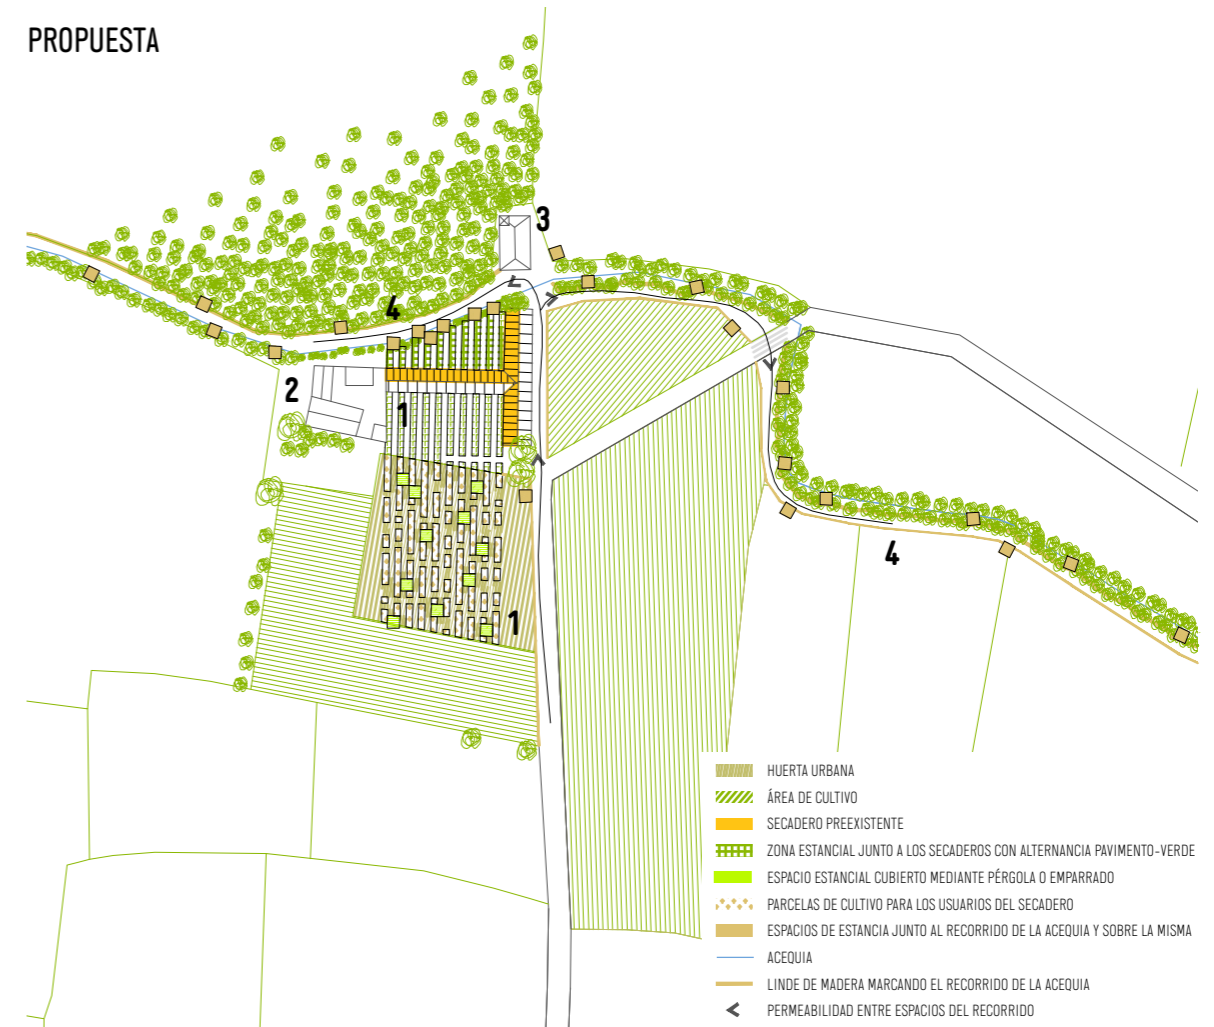 PROPUESTA
3
4
2
1
4
1
HUERTA URBANA
ÁREA DE CULTIVO
SECADERO PREEXISTENTE
ZONA ESTANCIAL JUNTO A LOS SECADEROS CON ALTERNANCIA PAVIMENTO-VERDE
ESPACIO ESTANCIAL CUBIERTO MEDIANTE PÉRGOLA O EMPARRADO
PARCELAS DE CULTIVO PARA LOS USUARIOS DEL SECADERO
ESPACIOS DE ESTANCIA JUNTO AL RECORRIDO DE LA ACEQUIA Y SOBRE LA MISMA
ACEQUIA
LINDE DE MADERA MARCANDO EL RECORRIDO DE LA ACEQUIA
PERMEABILIDAD ENTRE ESPACIOS DEL RECORRIDO